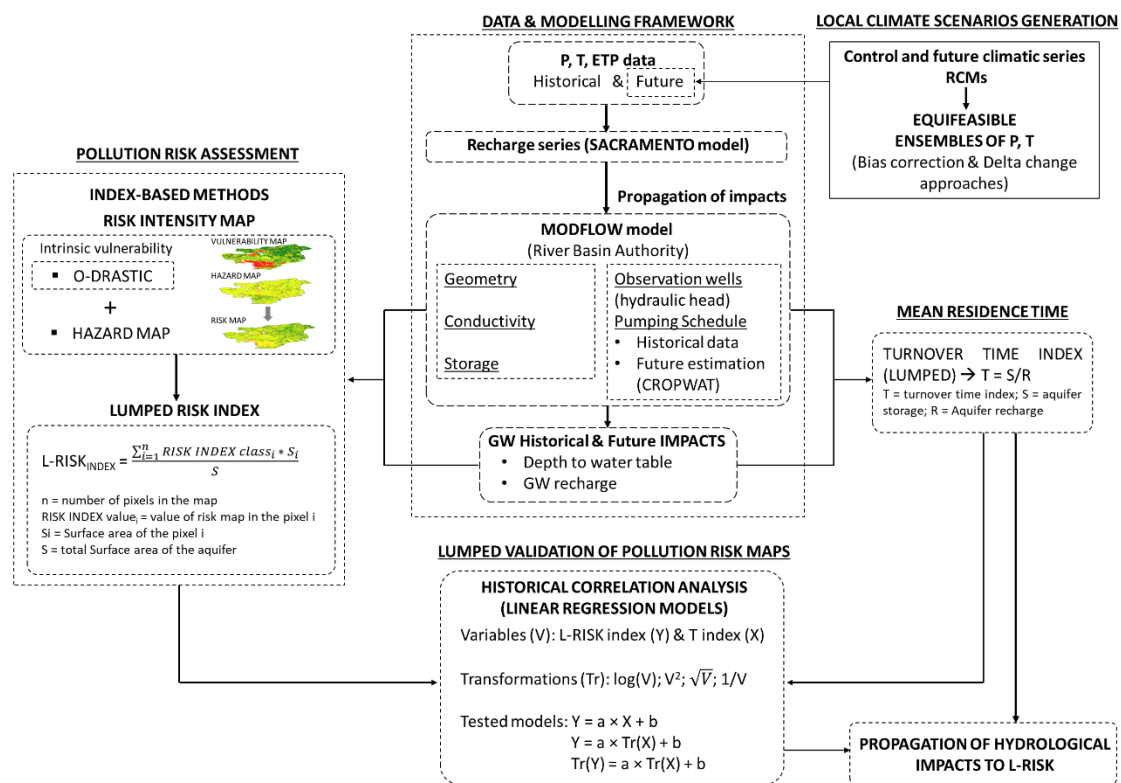 DATA & MODELLING FRAMEWORK
P, T, ETP data
Historical & Future
Recharge series (SACRAMENTO model)
Propagation of impacts
MODFLOW model
(River Basin Authority)
Geometry
Conductivity
Storage
Observation wells
(hydraulic head)
Pumping Schedule
• Historical data
• Future estimation
(CROPWAT)
GW Historical & Future IMPACTS
• Depth to water table
• GW recharge
LOCAL CLIMATE SCENARIOS GENERATION
Control and future climatic series
RCMs
EQUIFEASIBLE
ENSEMBLES OF P, T
(Bias correction & Delta change
approaches)
POLLUTION RISK ASSESSMENT
INDEX-BASED METHODS
RISK INTENSITY MAP
Intrinsic vulnerability
▪ O-DRASTIC
+
▪ HAZARD MAP
VULNERABILITY MAP
HAZARD MAP
RISK MAP
LUMPED RISK INDEX
L-RISK_INDEX = \frac{\sum_{i=1}^{n} RISK INDEX class_i * S_i}{S}
n = number of pixels in the map
RISK INDEX value_i = value of risk map in the pixel i
Si = Surface area of the pixel i
S = total Surface area of the aquifer
MEAN RESIDENCE TIME
TURNOVER TIME INDEX
(LUMPED) → T = S/R
T = turnover time index; S = aquifer
storage; R = Aquifer recharge
LUMPED VALIDATION OF POLLUTION RISK MAPS
HISTORICAL CORRELATION ANALYSIS
(LINEAR REGRESSION MODELS)
Variables (V): L-RISK index (Y) & T index (X)
Transformations (Tr): log(V); V²; √V; 1/V
Tested models: Y = a × X + b
Y = a × Tr(X) + b
Tr(Y) = a × Tr(X) + b
PROPAGATION OF HYDROLOGICAL
IMPACTS TO L-RISK